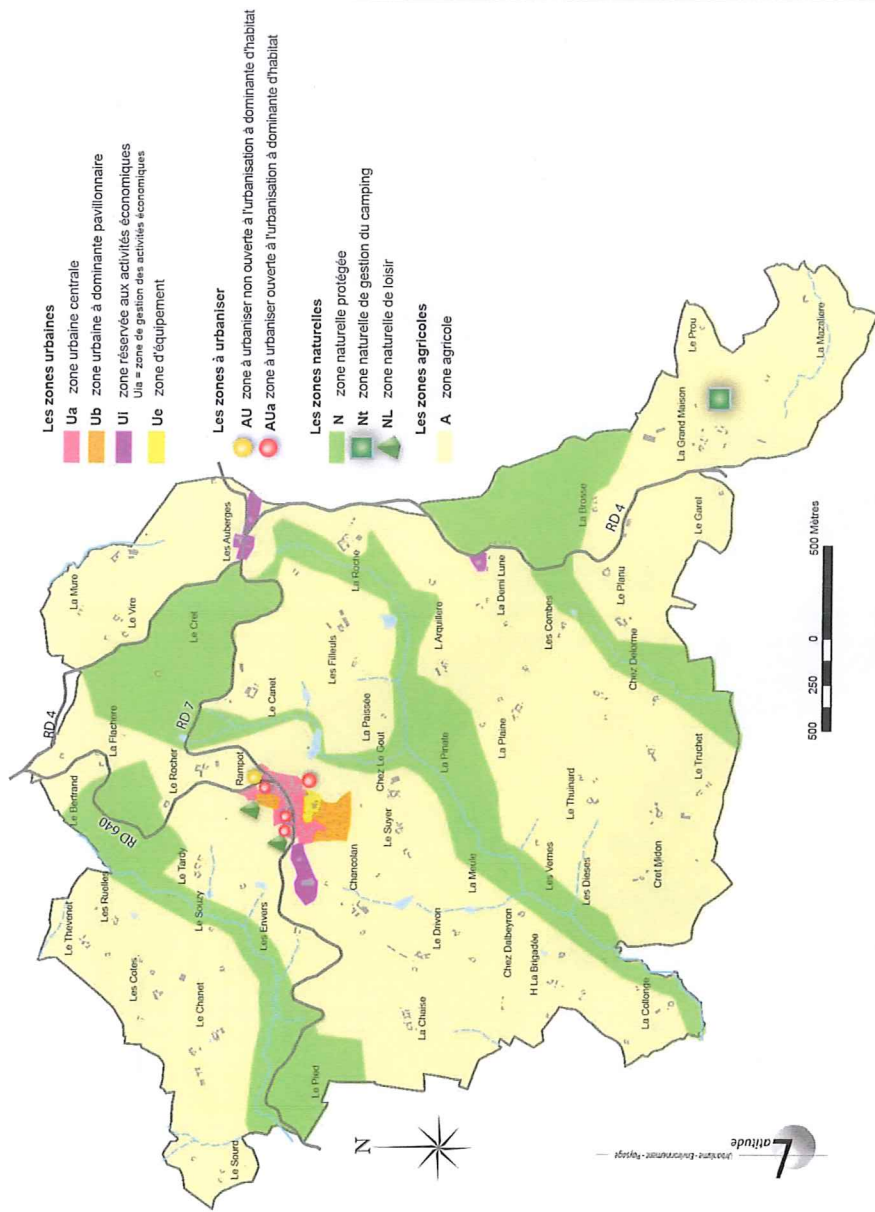 Les zones urbaines
Ua zone urbaine centrale
Ub zone urbaine à dominante pavillonnaire
Ui zone réservée aux activités économiques
Uia = zone de gestion des activités économiques
Ue zone d'équipement
Les zones à urbaniser
AU zone à urbaniser non ouverte à l'urbanisation à dominante d'habitat
AUa zone à urbaniser ouverte à l'urbanisation à dominante d'habitat
Les zones naturelles
N zone naturelle protégée
Nt zone naturelle de gestion du camping
NL zone naturelle de loisir
Les zones agricoles
A zone agricole
RD 4
La Mure
Le Vire
Les Auberges
Le Cret
La Flachere
RD 7
Le Bertrand
RD 640
Le Rocher
Rampot
Le Canet
Les Filleuls
La Roche
Le Thevenet
Les Ruelles
Le Tardy
Le Souzy
Les Envers
Les Cotes
Le Chanet
Le Sourd
Le Pied
La Paissée
Chez Le Gout
L Arquillere
La Demi Lune
La Brosse
RD 4
La Grand Maison
Le Prou
La Mazaliere
Le Garel
Le Planu
Les Combes
Chez Delorme
Le Truchet
La Plaine
La Pinate
Le Suyer
Chancolan
La Meule
Le Thuinard
Les Vernes
Les Dieses
Cret Midon
Le Drivon
Chez Dalbeyron
H La Brigadée
La Chaise
La Collonge
N
500 250 0 500 Mètres
Latitude
Urbanisme - Environnement - Paysage